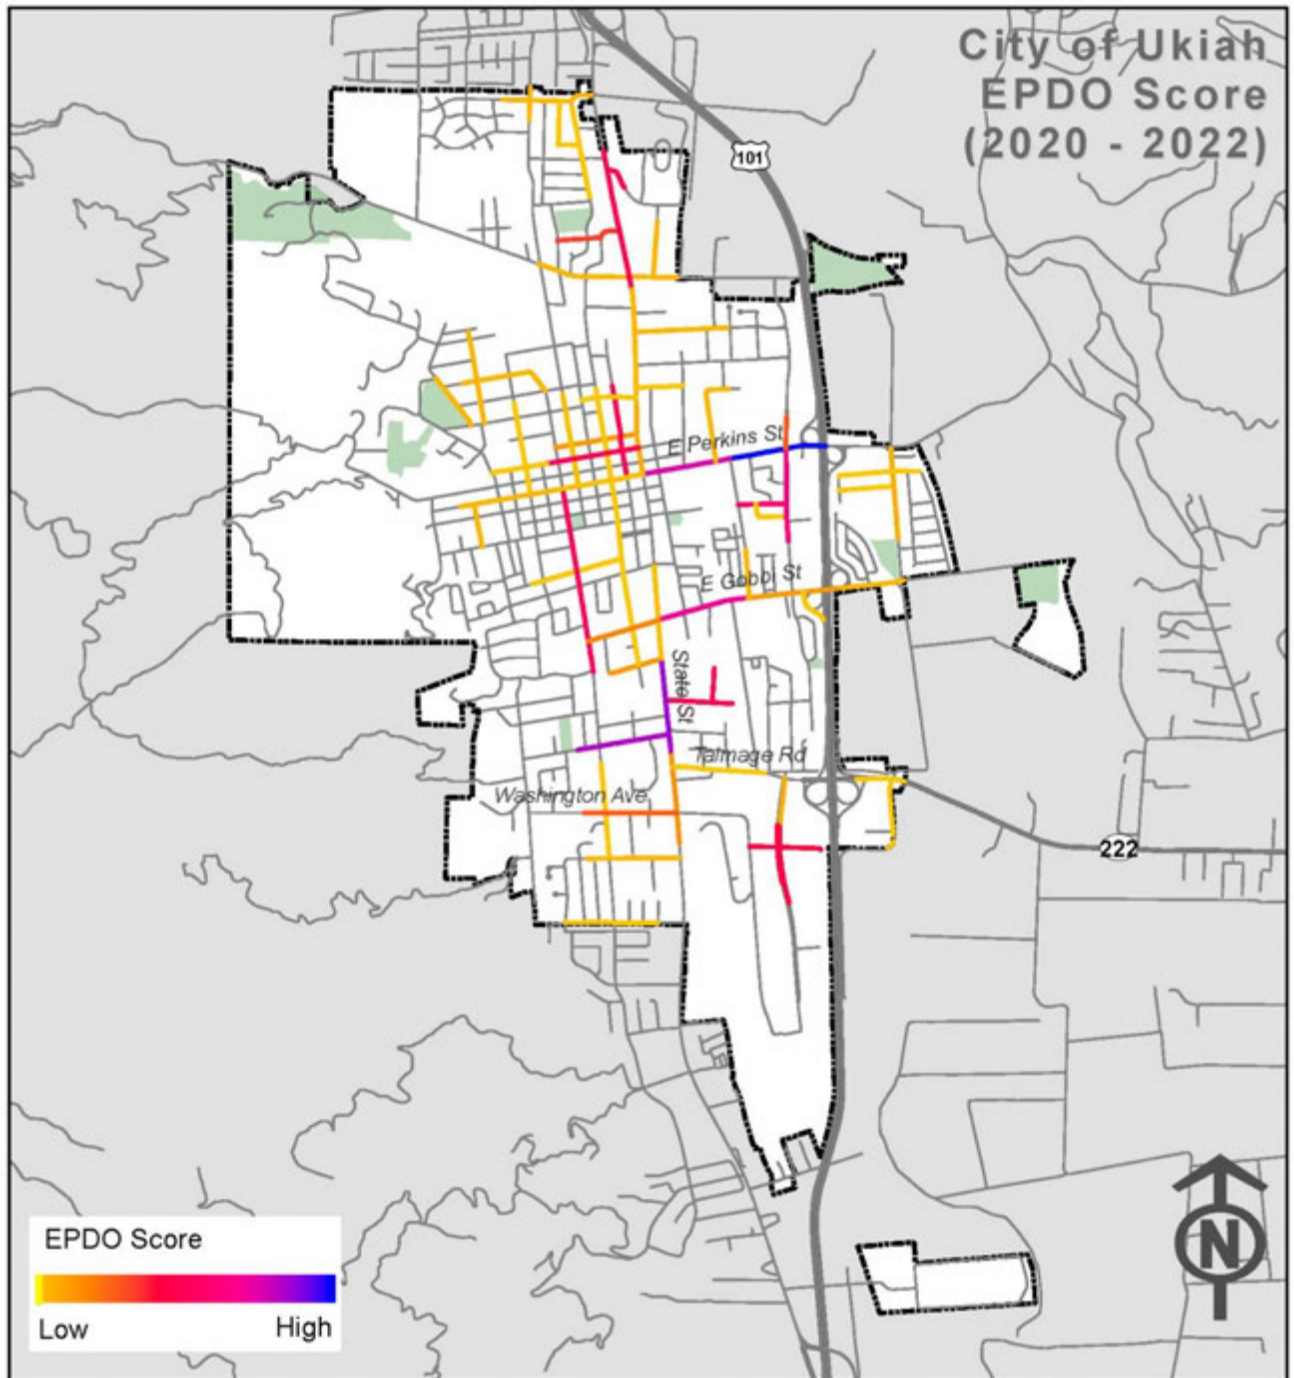 City of Ukiah
EPDO Score
(2020 - 2022)
101
E Perkins St
E Gobbi St
State St
Talmage Rd
Washington Ave
222
EPDO Score
Low High
N